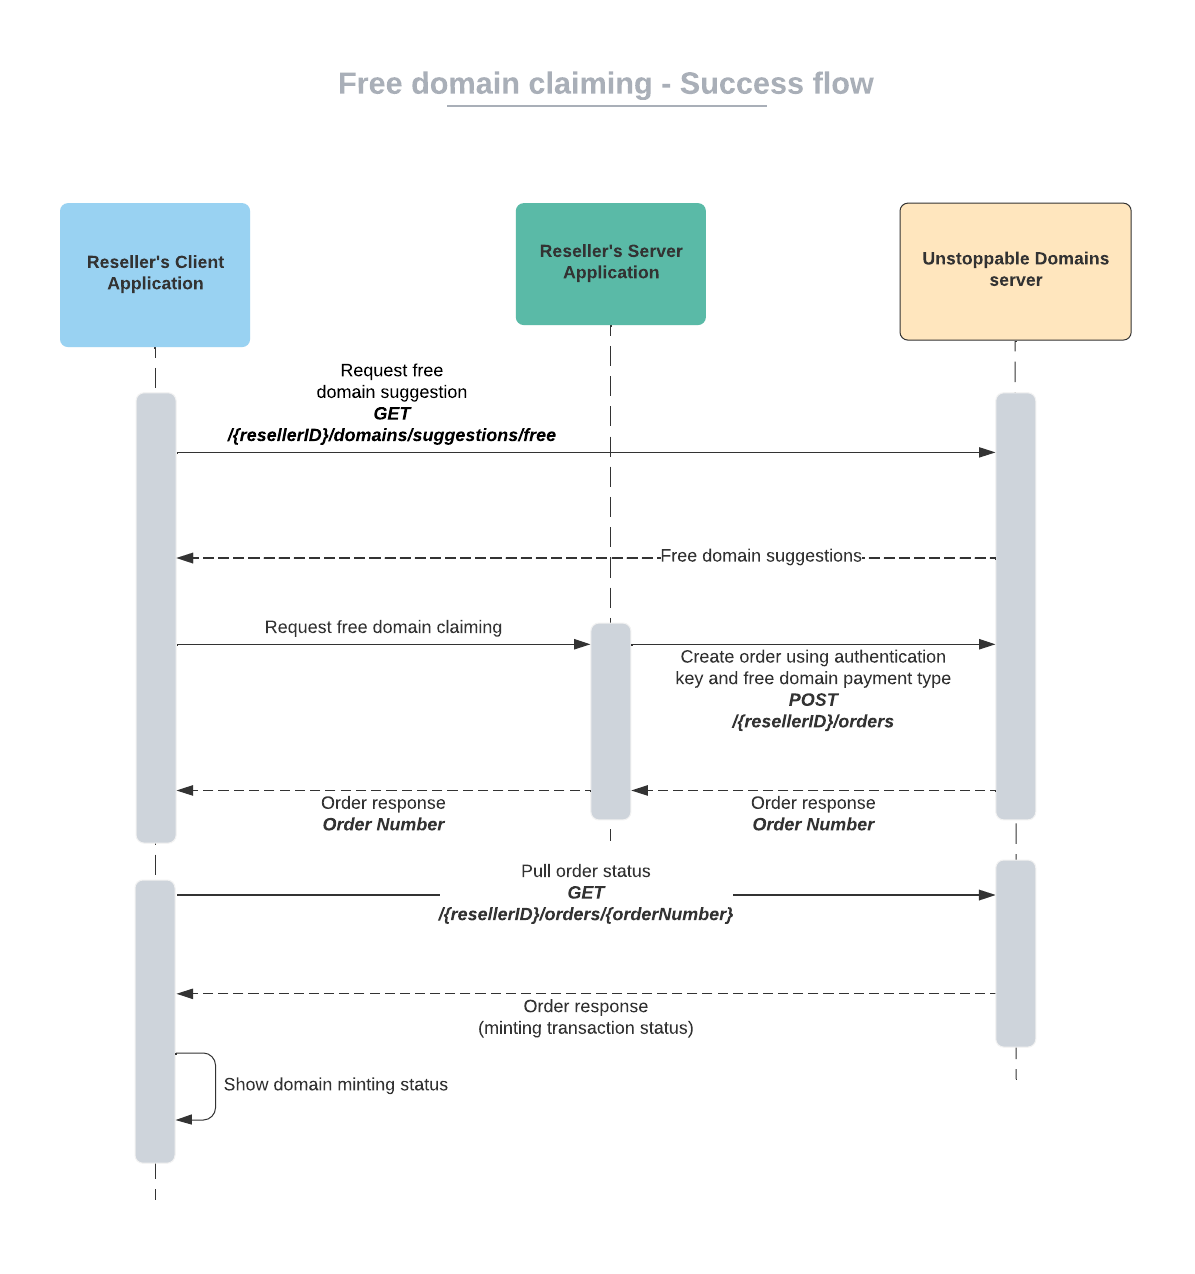 Free domain claiming - Success flow
Reseller's Client
Application
Reseller's Server
Application
Unstoppable Domains
server
Request free
domain suggestion
GET
/{resellerID}/domains/suggestions/free
Free domain suggestions
Request free domain claiming
Create order using authentication
key and free domain payment type
POST
/{resellerID}/orders
Order response
Order Number
Order response
Order Number
Pull order status
GET
/{resellerID}/orders/{orderNumber}
Order response
(minting transaction status)
Show domain minting status